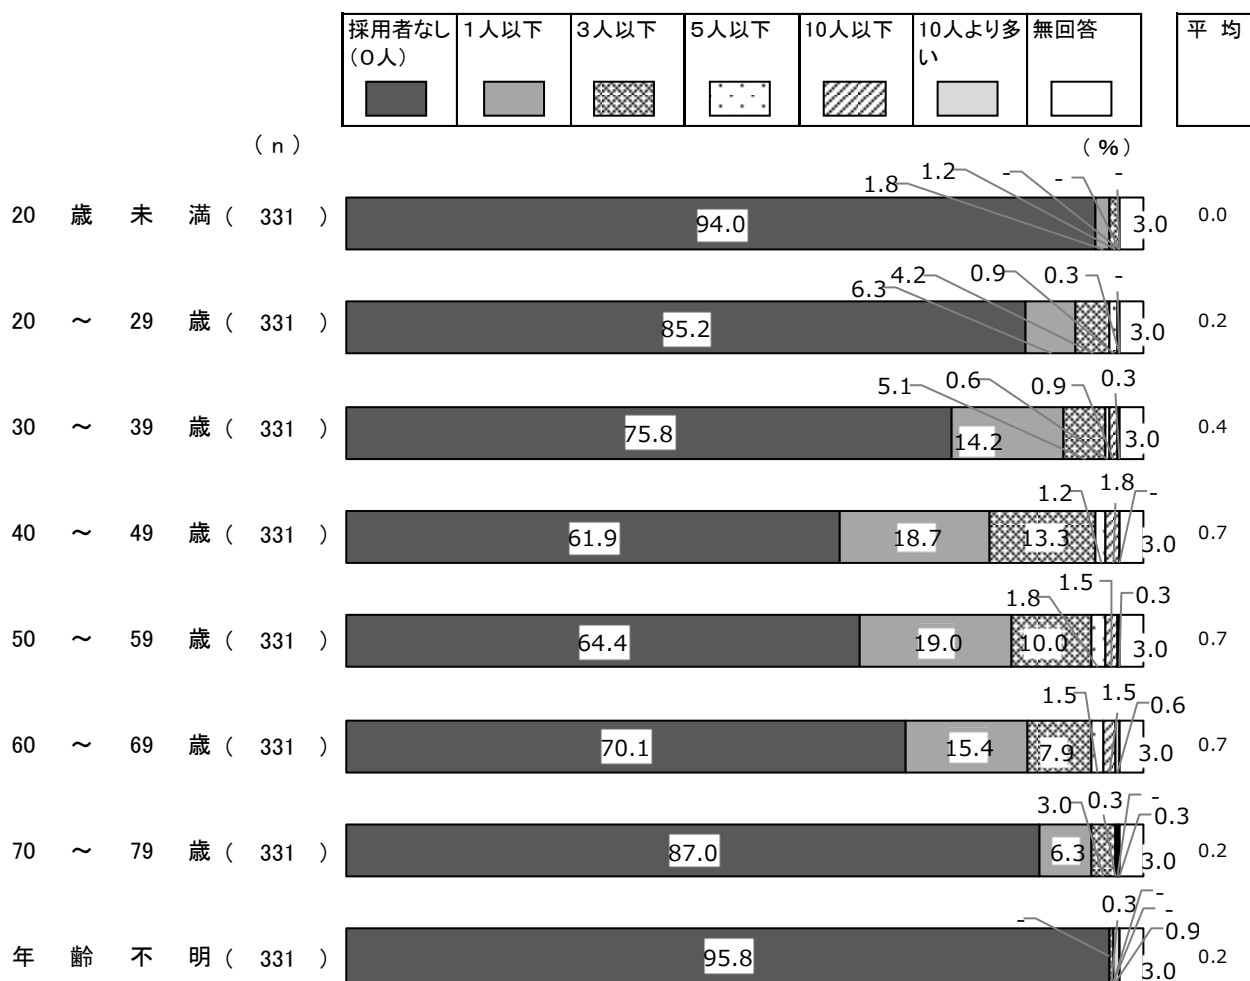 採用者なし（０人） １人以下 ３人以下 ５人以下 10人以下 10人より多い 無回答 平 均
（ｎ） （%）
1.8 1.2 - - -
20 歳 未 満（ 331 ） 94.0 3.0 0.0
6.3 4.2 0.9 0.3 -
20 ～ 29 歳（ 331 ） 85.2 3.0 0.2
5.1 0.6 0.9 0.3
30 ～ 39 歳（ 331 ） 75.8 14.2 3.0 0.4
1.2 1.8 -
40 ～ 49 歳（ 331 ） 61.9 18.7 13.3 3.0 0.7
1.8 1.5 0.3
50 ～ 59 歳（ 331 ） 64.4 19.0 10.0 3.0 0.7
1.5 1.5 0.6
60 ～ 69 歳（ 331 ） 70.1 15.4 7.9 3.0 0.7
3.0 0.3 - 0.3
70 ～ 79 歳（ 331 ） 87.0 6.3 3.0 0.2
- 0.3 - - 0.9
年 齢 不 明（ 331 ） 95.8 3.0 0.2